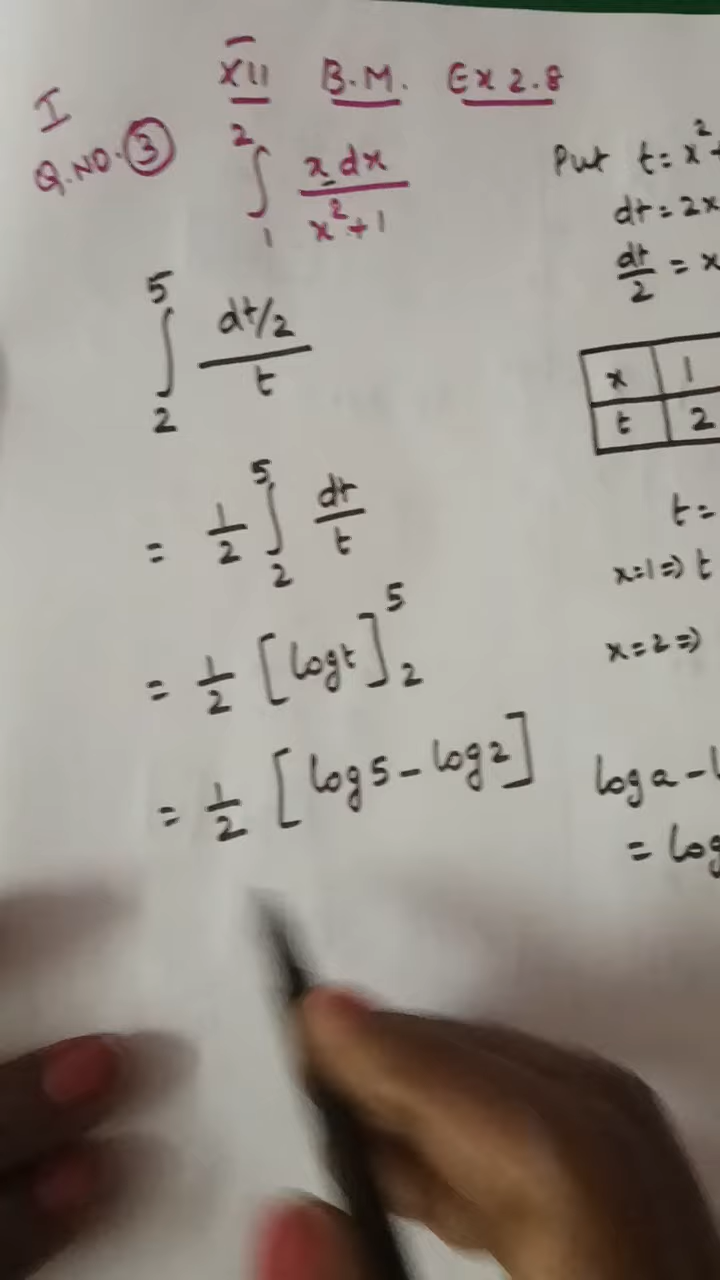 XII B.M. Ex 2.8
I
Q.NO. 3 ∫₁² x dx / x² + 1
Put t = x² +
dt = 2x
dt/2 = x
∫₂⁵ dt/2 / t
x 1
t 2
= 1/2 ∫₂⁵ dt/t
t =
x=1 ⇒ t
= 1/2 [log t]₂⁵
x=2 ⇒
= 1/2 [log 5 - log 2]
log a -
= log